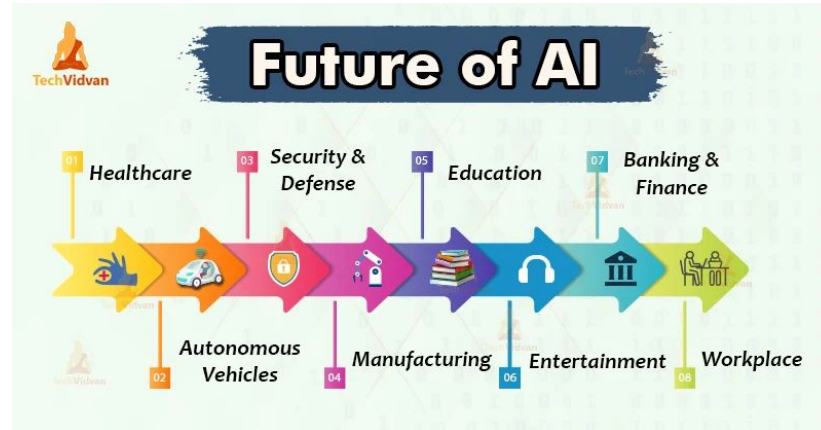 TechVidvan
Future of AI
01
Healthcare
02
Autonomous
Vehicles
03
Security &
Defense
04
Manufacturing
05
Education
06
Entertainment
07
Banking &
Finance
08
Workplace